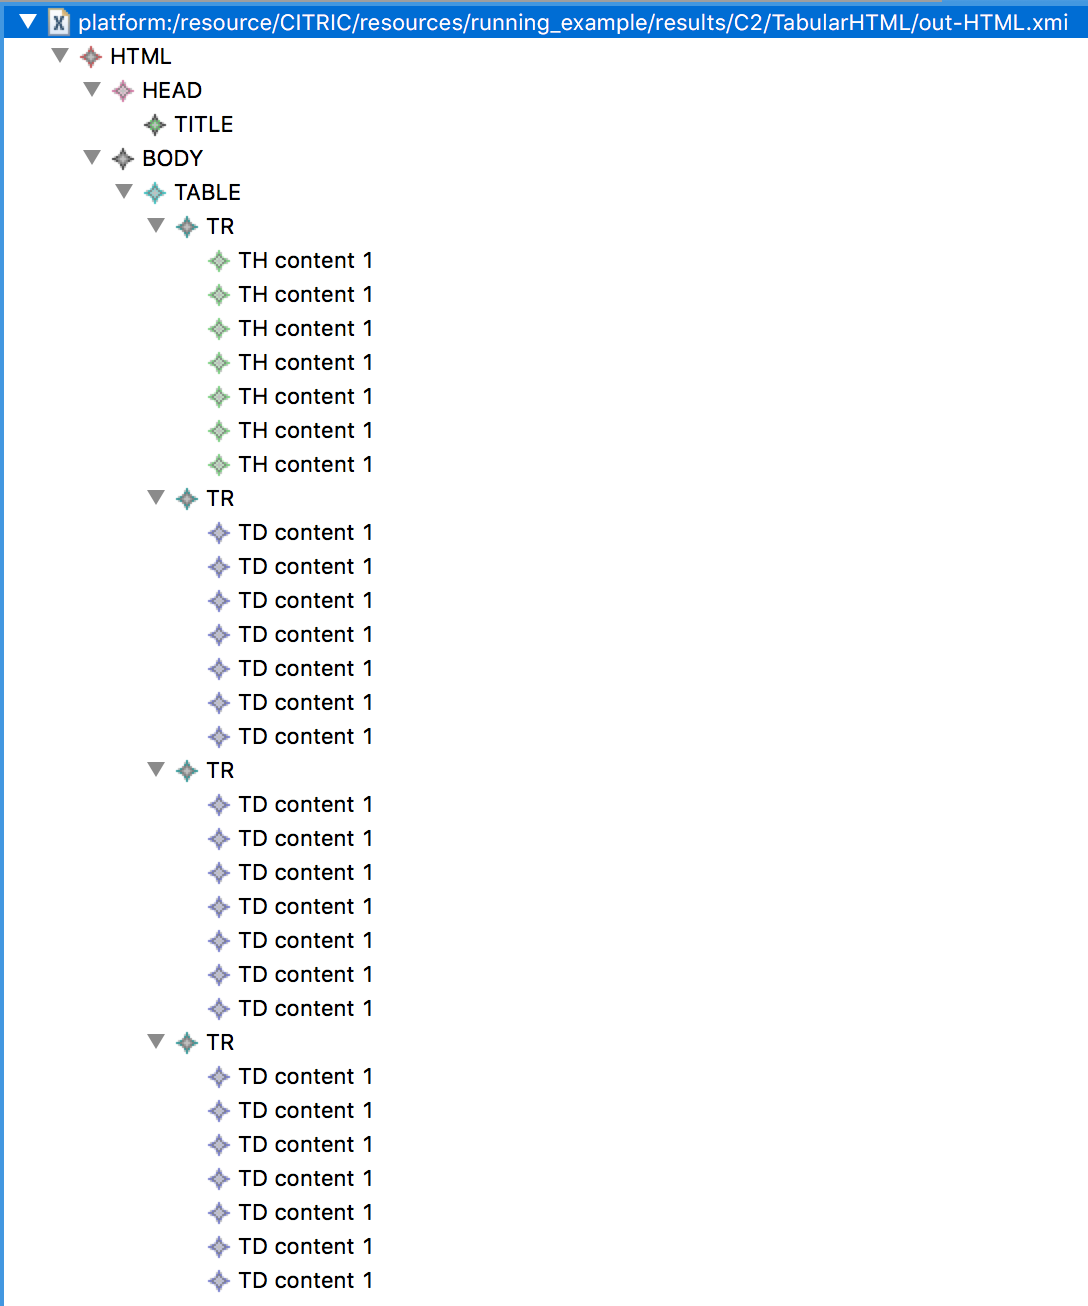 platform:/resource/CITRIC/resources/running_example/results/C2/TabularHTML/out-HTML.xmi
HTML
HEAD
TITLE
BODY
TABLE
TR
TH content 1
TH content 1
TH content 1
TH content 1
TH content 1
TH content 1
TH content 1
TR
TD content 1
TD content 1
TD content 1
TD content 1
TD content 1
TD content 1
TD content 1
TR
TD content 1
TD content 1
TD content 1
TD content 1
TD content 1
TD content 1
TD content 1
TR
TD content 1
TD content 1
TD content 1
TD content 1
TD content 1
TD content 1
TD content 1